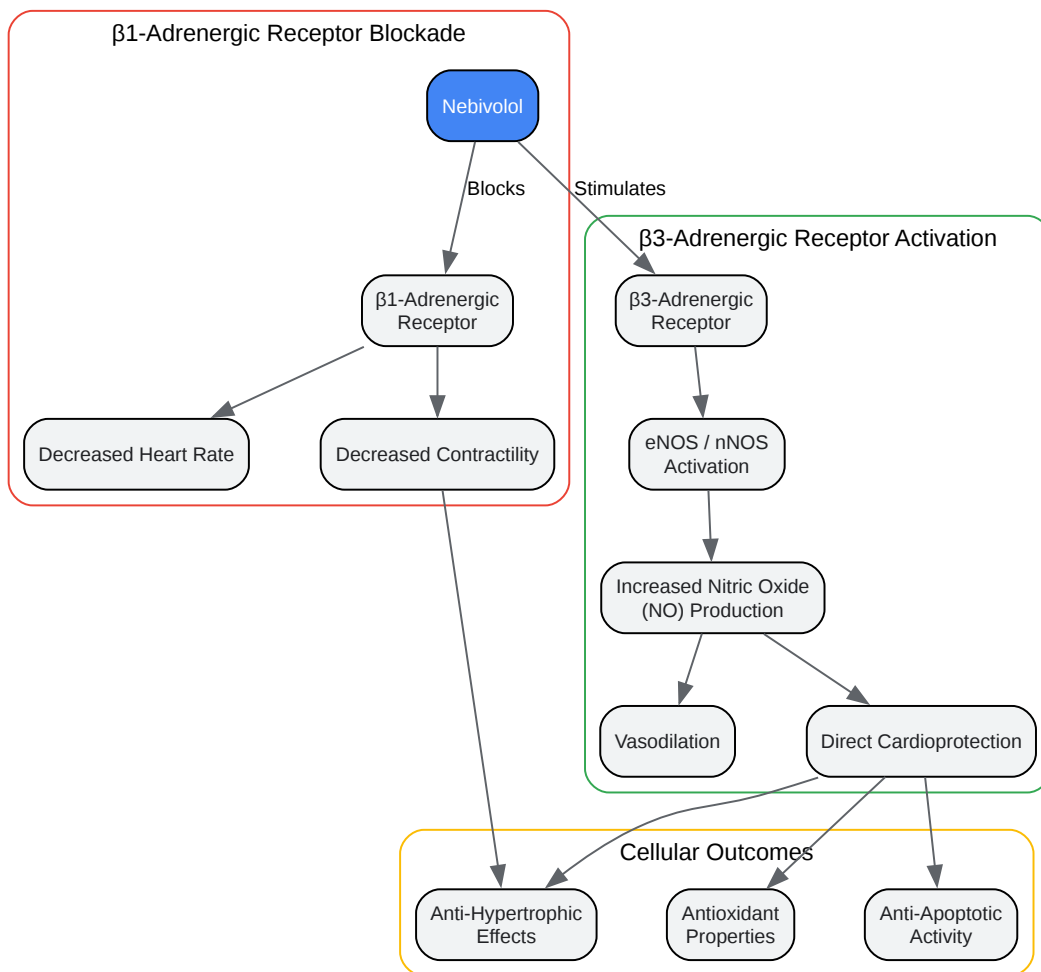 β1-Adrenergic Receptor Blockade
Nebivolol
Blocks
Stimulates
β3-Adrenergic Receptor Activation
β1-Adrenergic
Receptor
β3-Adrenergic
Receptor
Decreased Heart Rate
Decreased Contractility
eNOS / nNOS
Activation
Increased Nitric Oxide
(NO) Production
Vasodilation
Direct Cardioprotection
Cellular Outcomes
Anti-Hypertrophic
Effects
Antioxidant
Properties
Anti-Apoptotic
Activity